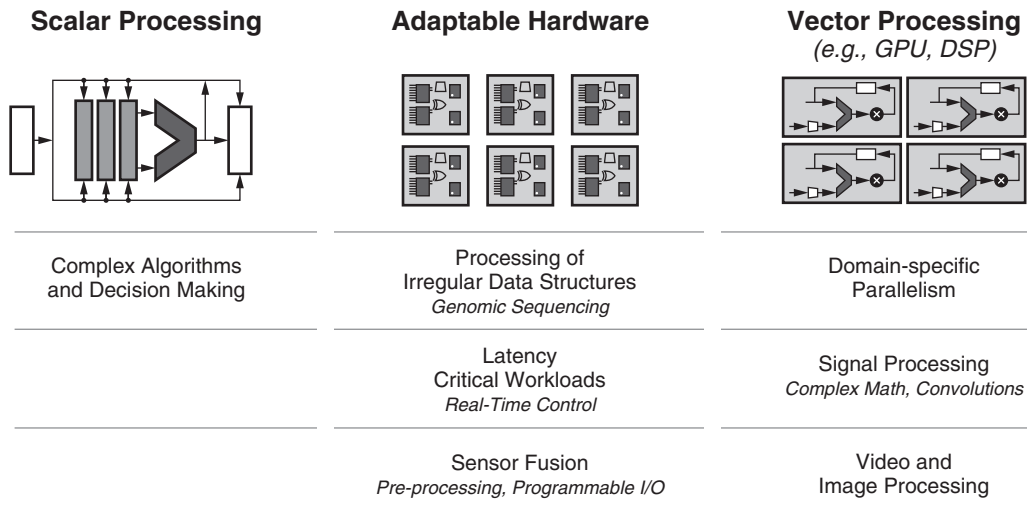 Scalar Processing
Adaptable Hardware
Vector Processing
(e.g., GPU, DSP)
Complex Algorithms
and Decision Making
Processing of
Irregular Data Structures
Genomic Sequencing
Domain-specific
Parallelism
Latency
Critical Workloads
Real-Time Control
Signal Processing
Complex Math, Convolutions
Sensor Fusion
Pre-processing, Programmable I/O
Video and
Image Processing